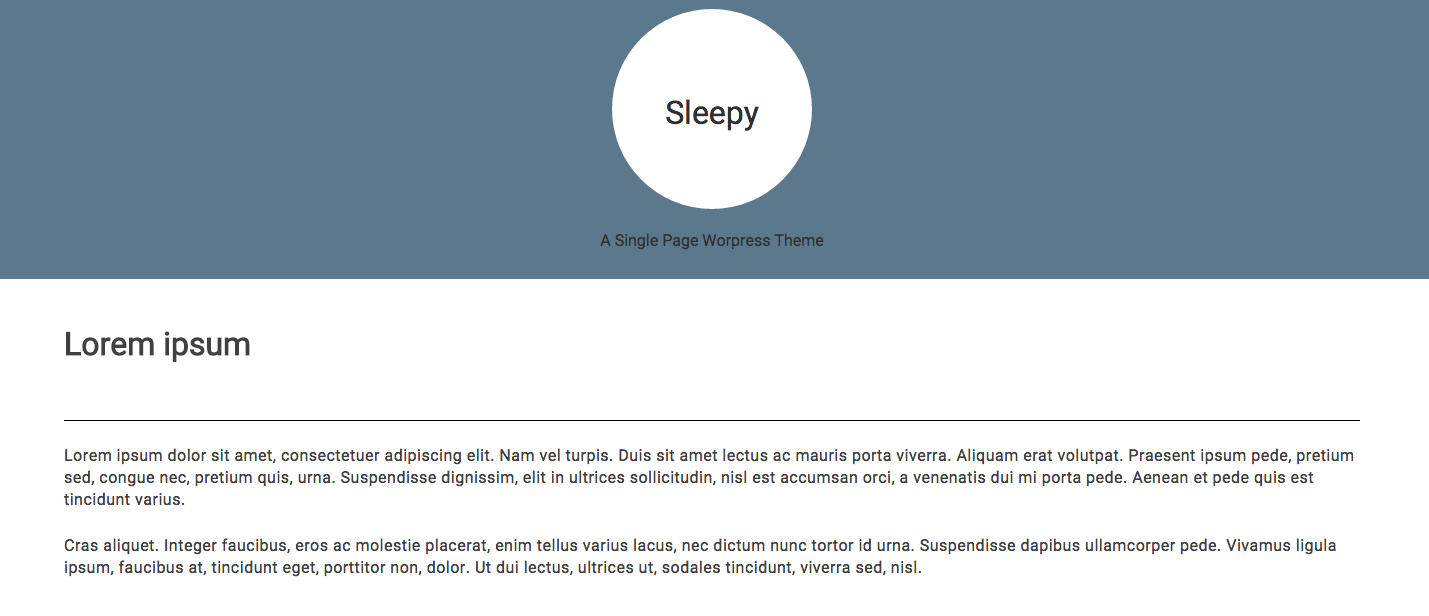 Sleepy
A Single Page Worpress Theme
Lorem ipsum
Lorem ipsum dolor sit amet, consectetuer adipiscing elit. Nam vel turpis. Duis sit amet lectus ac mauris porta viverra. Aliquam erat volutpat. Praesent ipsum pede, pretium
sed, congue nec, pretium quis, urna. Suspendisse dignissim, elit in ultrices sollicitudin, nisl est accumsan orci, a venenatis dui mi porta pede. Aenean et pede quis est
tincidunt varius.
Cras aliquet. Integer faucibus, eros ac molestie placerat, enim tellus varius lacus, nec dictum nunc tortor id urna. Suspendisse dapibus ullamcorper pede. Vivamus ligula
ipsum, faucibus at, tincidunt eget, porttitor non, dolor. Ut dui lectus, ultrices ut, sodales tincidunt, viverra sed, nisl.